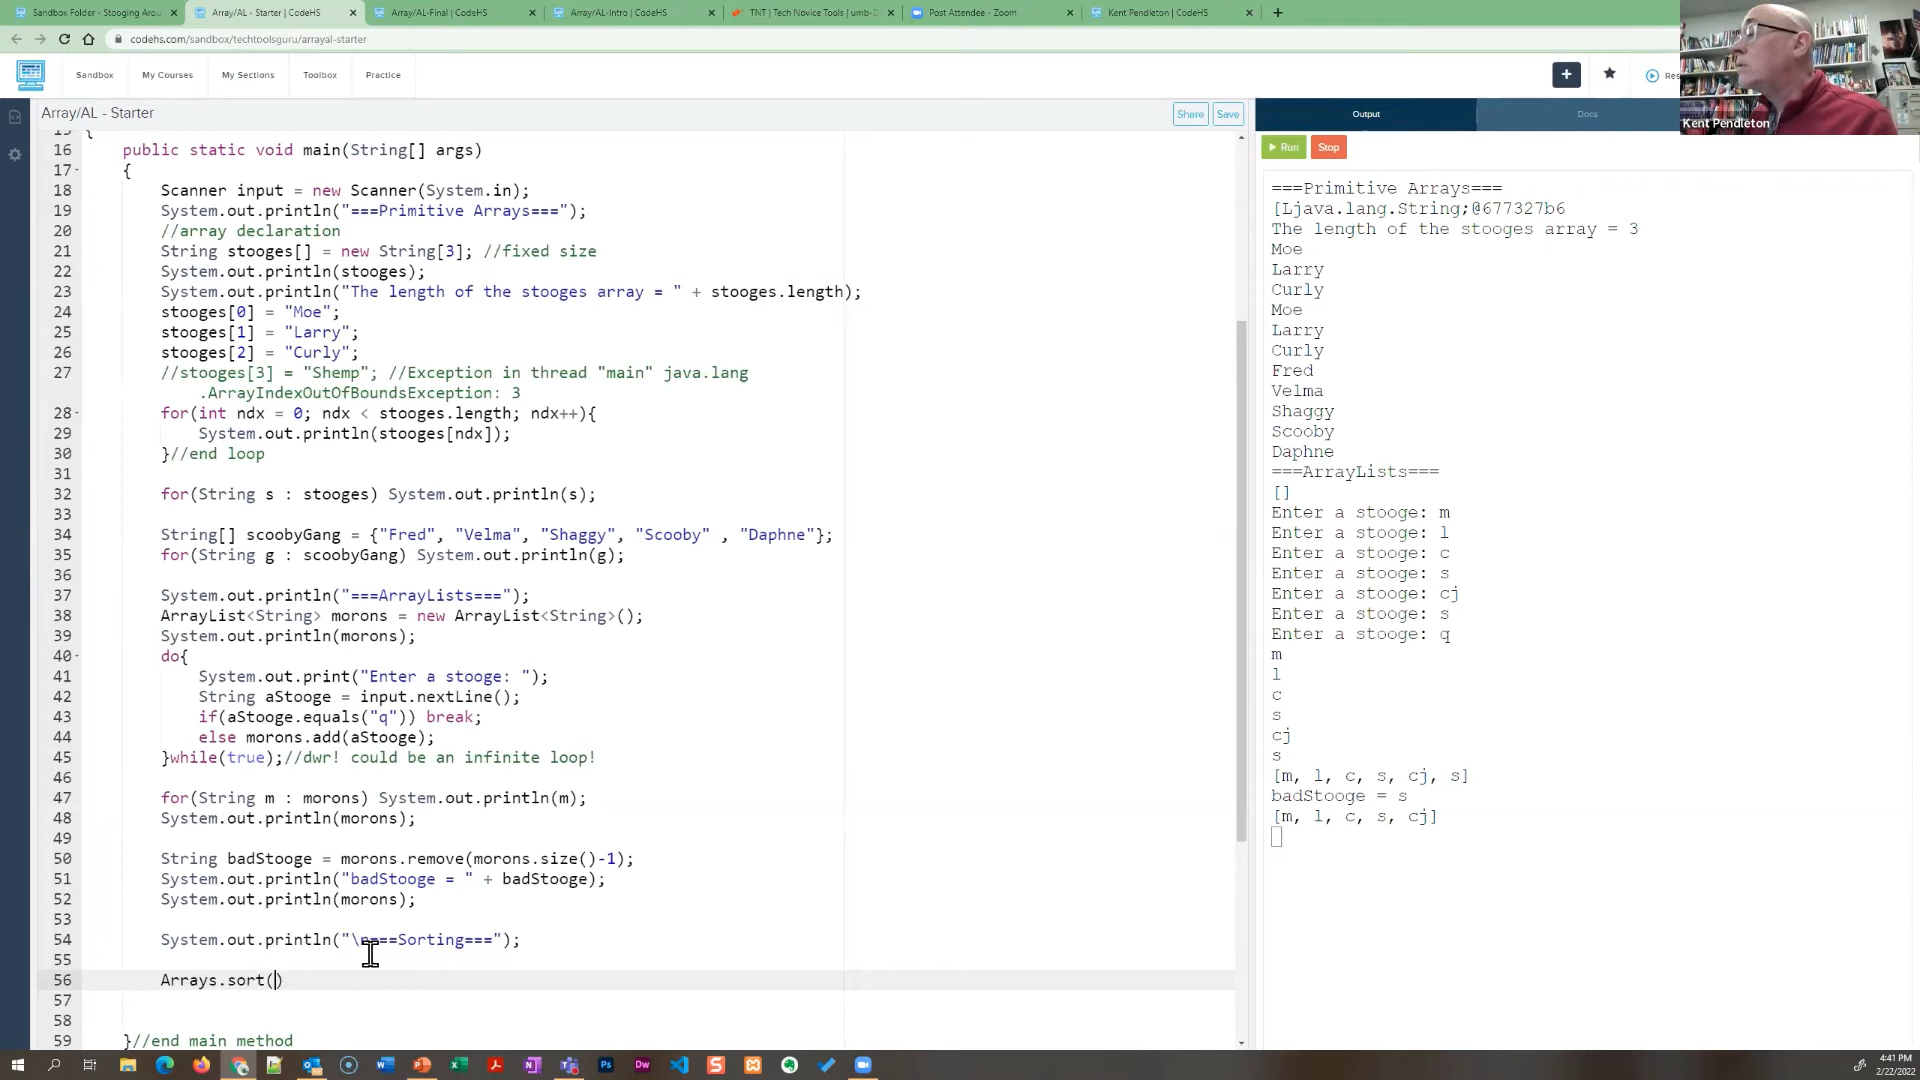 Sandbox Folder - Stooging Arou
Array/AL - Starter | CodeHS
Array/AL-Final | CodeHS
Array/AL-Intro | CodeHS
TNT | Tech Novice Tools | umb-D
Post Attendee - Zoom
Kent Pendleton | CodeHS
codehs.com/sandbox/techtoolsguru/arrayal-starter
Sandbox
My Courses
My Sections
Toolbox
Practice
Res
Kent Pendleton
Array/AL - Starter
Share
Save
Output
Docs
Run
Stop
15 {
16 public static void main(String[] args)
17 {
18 Scanner input = new Scanner(System.in);
19 System.out.println("===Primitive Arrays===");
20 //array declaration
21 String stooges[] = new String[3]; //fixed size
22 System.out.println(stooges);
23 System.out.println("The length of the stooges array = " + stooges.length);
24 stooges[0] = "Moe";
25 stooges[1] = "Larry";
26 stooges[2] = "Curly";
27 //stooges[3] = "Shemp"; //Exception in thread "main" java.lang
.ArrayIndexOutOfBoundsException: 3
28 for(int ndx = 0; ndx < stooges.length; ndx++){
29 System.out.println(stooges[ndx]);
30 }//end loop
31
32 for(String s : stooges) System.out.println(s);
33
34 String[] scoobyGang = {"Fred", "Velma", "Shaggy", "Scooby" , "Daphne"};
35 for(String g : scoobyGang) System.out.println(g);
36
37 System.out.println("===ArrayLists===");
38 ArrayList<String> morons = new ArrayList<String>();
39 System.out.println(morons);
40 do{
41 System.out.print("Enter a stooge: ");
42 String aStooge = input.nextLine();
43 if(aStooge.equals("q")) break;
44 else morons.add(aStooge);
45 }while(true);//dwr! could be an infinite loop!
46
47 for(String m : morons) System.out.println(m);
48 System.out.println(morons);
49
50 String badStooge = morons.remove(morons.size()-1);
51 System.out.println("badStooge = " + badStooge);
52 System.out.println(morons);
53
54 System.out.println("\n===Sorting===");
55
56 Arrays.sort()
57
58
59 }//end main method
===Primitive Arrays===
[Ljava.lang.String;@677327b6
The length of the stooges array = 3
Moe
Larry
Curly
Moe
Larry
Curly
Fred
Velma
Shaggy
Scooby
Daphne
===ArrayLists===
[]
Enter a stooge: m
Enter a stooge: l
Enter a stooge: c
Enter a stooge: s
Enter a stooge: cj
Enter a stooge: s
Enter a stooge: q
m
l
c
s
cj
s
[m, l, c, s, cj, s]
badStooge = s
[m, l, c, s, cj]
4:41 PM
2/22/2022